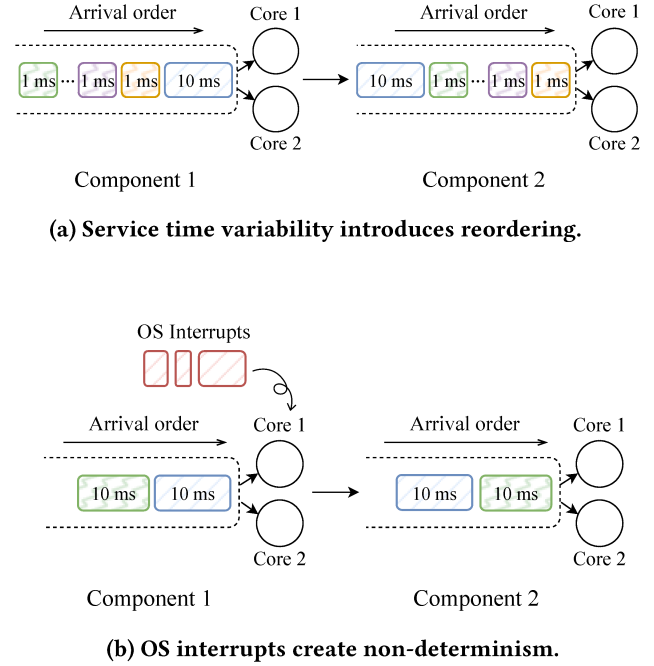 Arrival order
Core 1
Arrival order
Core 1
1 ms ··· 1 ms 1 ms 10 ms
10 ms 1 ms ··· 1 ms 1 ms
Core 2
Core 2
Component 1
Component 2
(a) Service time variability introduces reordering.
OS Interrupts
Arrival order
Core 1
Arrival order
Core 1
10 ms 10 ms
10 ms 10 ms
Core 2
Core 2
Component 1
Component 2
(b) OS interrupts create non-determinism.